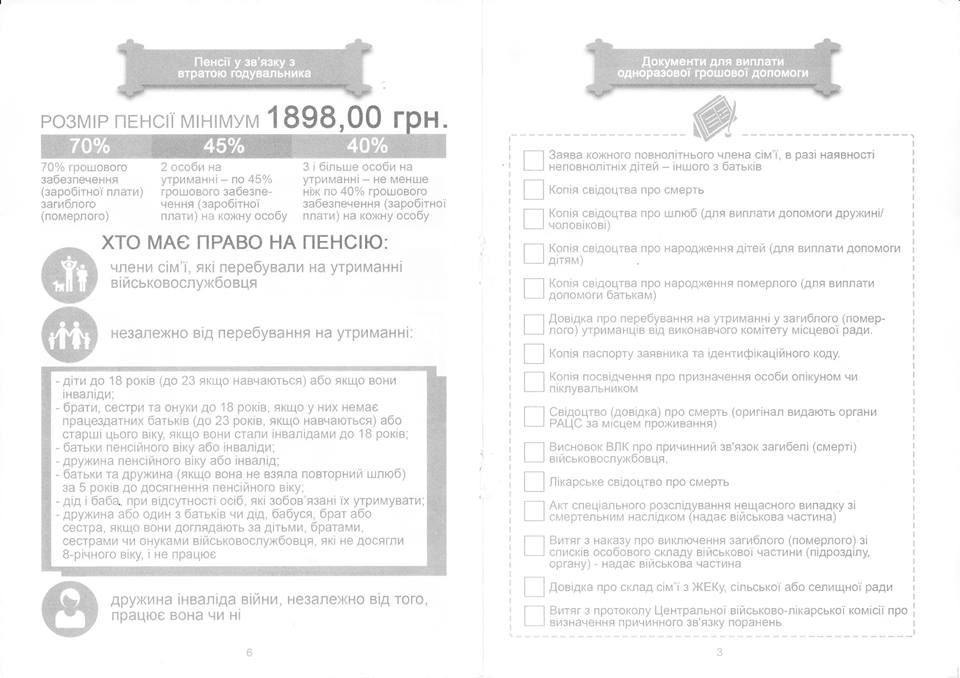 Пенсії у зв'язку з
втратою годувальника
РОЗМІР ПЕНСІЇ МІНІМУМ 1898,00 грн.
70%
45%
40%
70% грошового
забезпечення
(заробітної плати)
загиблого
(померлого)
2 особи на
утриманні – по 45%
грошового забезпе-
чення (заробітної
плати) на кожну особу
3 і більше особи на
утриманні – не менше
ніж по 40% грошового
забезпечення (заробітної
плати) на кожну особу
ХТО МАЄ ПРАВО НА ПЕНСІЮ:
члени сім'ї, які перебували на утриманні
військовослужбовця
незалежно від перебування на утриманні:
- діти до 18 років (до 23 якщо навчаються) або якщо вони
інваліди;
- брати, сестри та онуки до 18 років, якщо у них немає
працездатних батьків (до 23 років, якщо навчаються) або
старші цього віку, якщо вони стали інвалідами до 18 років;
- батьки пенсійного віку або інваліди;
- дружина пенсійного віку або інвалід;
- батьки та дружина (якщо вона не взяла повторний шлюб)
за 5 років до досягнення пенсійного віку;
- дід і баба, при відсутності осіб, які зобов'язані їх утримувати;
- дружина або один з батьків чи дід, бабуся, брат або
сестра, якщо вони доглядають за дітьми, братами,
сестрами чи онуками військовослужбовця, які не досягли
8-річного віку, і не працює
дружина інваліда війни, незалежно від того,
працює вона чи ні
6
Документи для виплати
одноразової грошової допомоги
Заява кожного повнолітнього члена сім'ї, в разі наявності
неповнолітніх дітей – іншого з батьків
Копія свідоцтва про смерть
Копія свідоцтва про шлюб (для виплати допомоги дружині/
чоловікові)
Копія свідоцтва про народження дітей (для виплати допомоги
дітям)
Копія свідоцтва про народження померлого (для виплати
допомоги батькам)
Довідка про перебування на утриманні у загиблого (помер-
лого) утриманців від виконавчого комітету місцевої ради.
Копія паспорту заявника та ідентифікаційного коду.
Копія посвідчення про призначення особи опікуном чи
піклувальником
Свідоцтво (довідка) про смерть (оригінал видають органи
РАЦС за місцем проживання)
Висновок ВЛК про причинний зв'язок загибелі (смерті)
військовослужбовця,
Лікарське свідоцтво про смерть
Акт спеціального розслідування нещасного випадку зі
смертельним наслідком (надає військова частина)
Витяг з наказу про виключення загиблого (померлого) зі
списків особового складу військової частини (підрозділу,
органу) - надає військова частина
Довідка про склад сім'ї з ЖЕКу, сільської або селищної ради
Витяг з протоколу Центральної військово-лікарської комісії про
визначення причинного зв'язку поранень
3